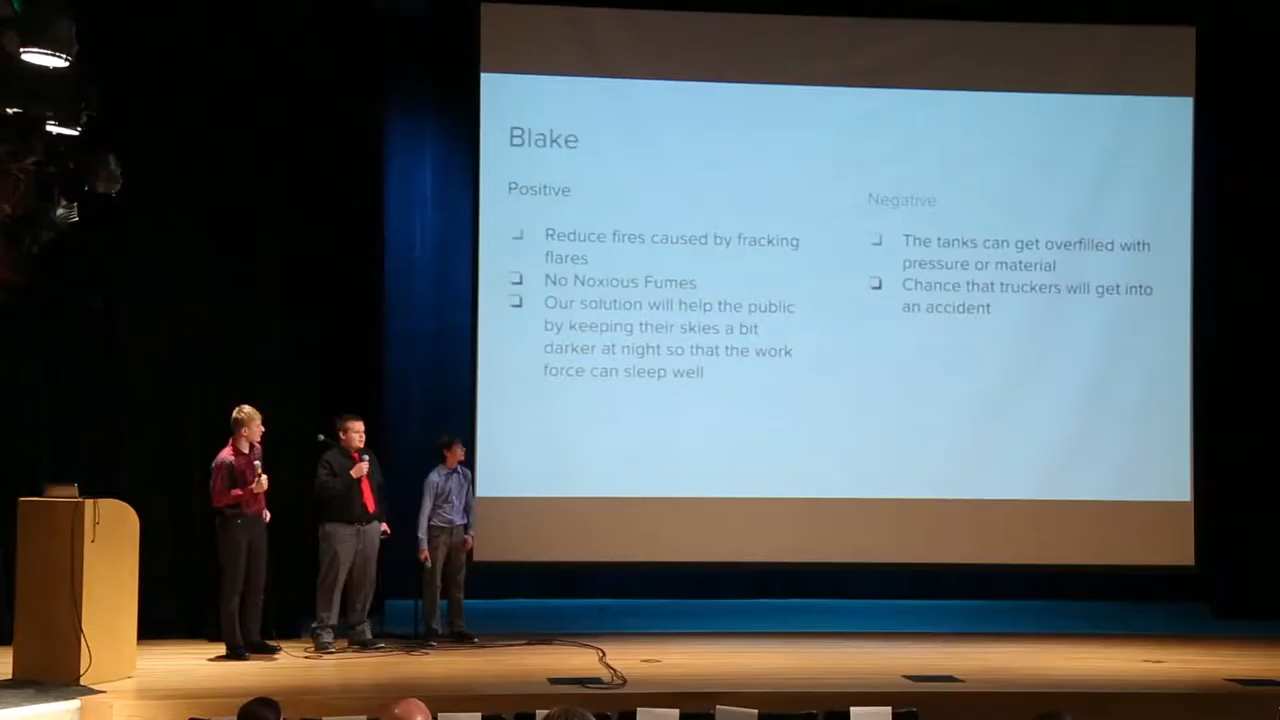 Blake
Positive
Reduce fires caused by fracking
flares
No Noxious Fumes
Our solution will help the public
by keeping their skies a bit
darker at night so that the work
force can sleep well
Negative
The tanks can get overfilled with
pressure or material
Chance that truckers will get into
an accident